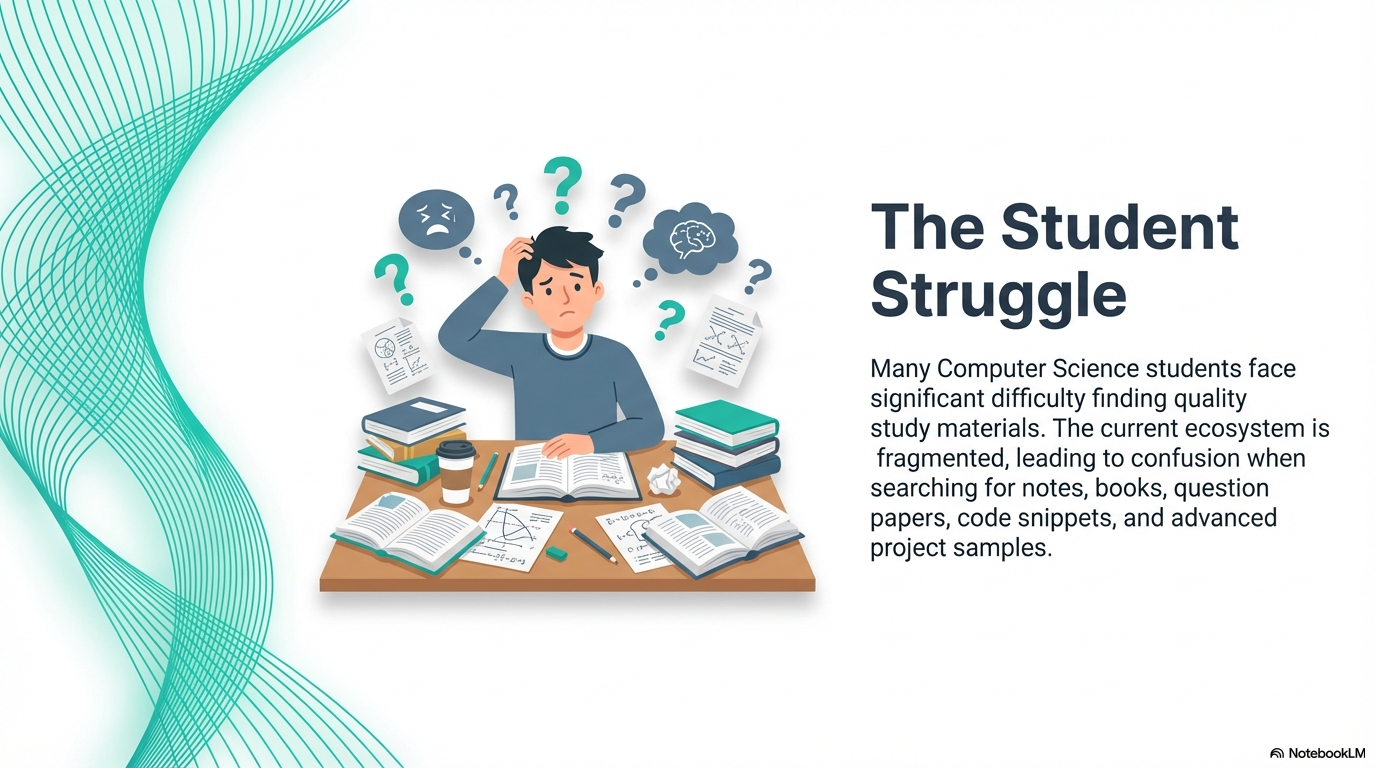 The Student
Struggle
Many Computer Science students face
significant difficulty finding quality
study materials. The current ecosystem is
fragmented, leading to confusion when
searching for notes, books, question
papers, code snippets, and advanced
project samples.
NotebookLM